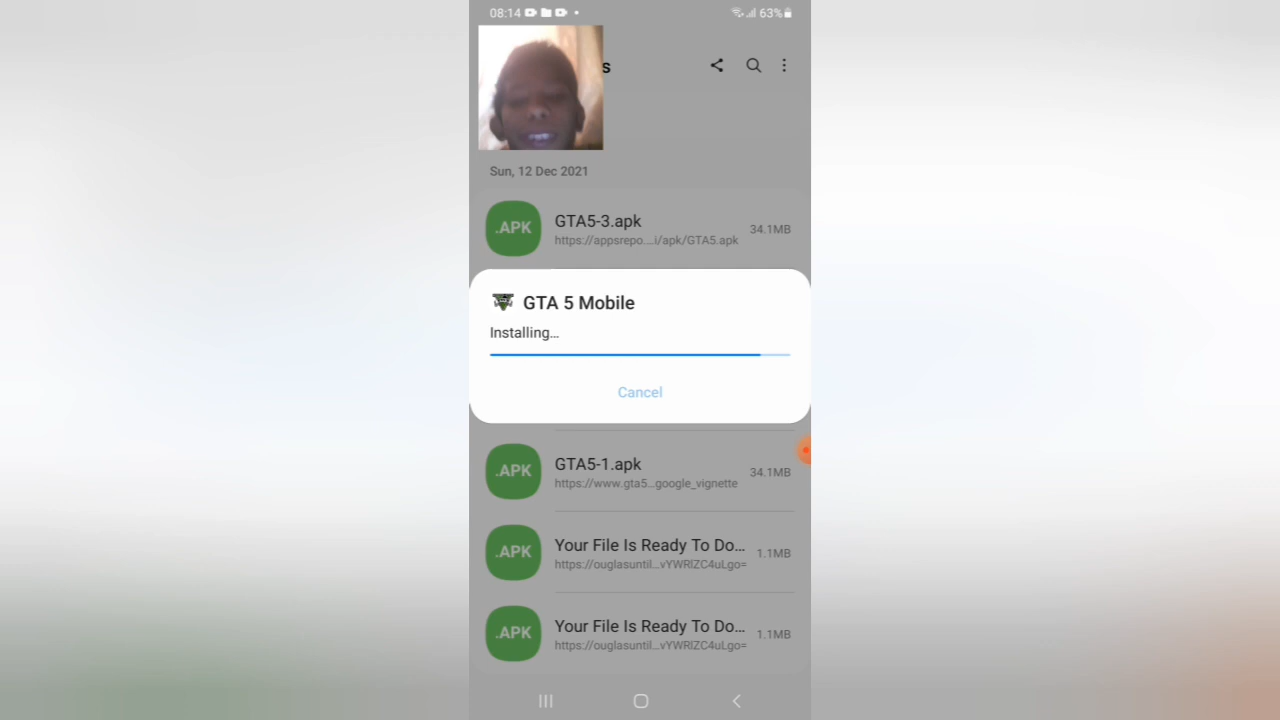 08:14
63%
s
Sun, 12 Dec 2021
.APK
GTA5-3.apk
34.1MB
https://appsrepo....i/apk/GTA5.apk
GTA 5 Mobile
Installing...
Cancel
.APK
GTA5-1.apk
34.1MB
https://www.gta5...google_vignette
.APK
Your File Is Ready To Do...
1.1MB
https://ouglasuntil...vYWRlZC4uLgo=
.APK
Your File Is Ready To Do...
1.1MB
https://ouglasuntil...vYWRlZC4uLgo=